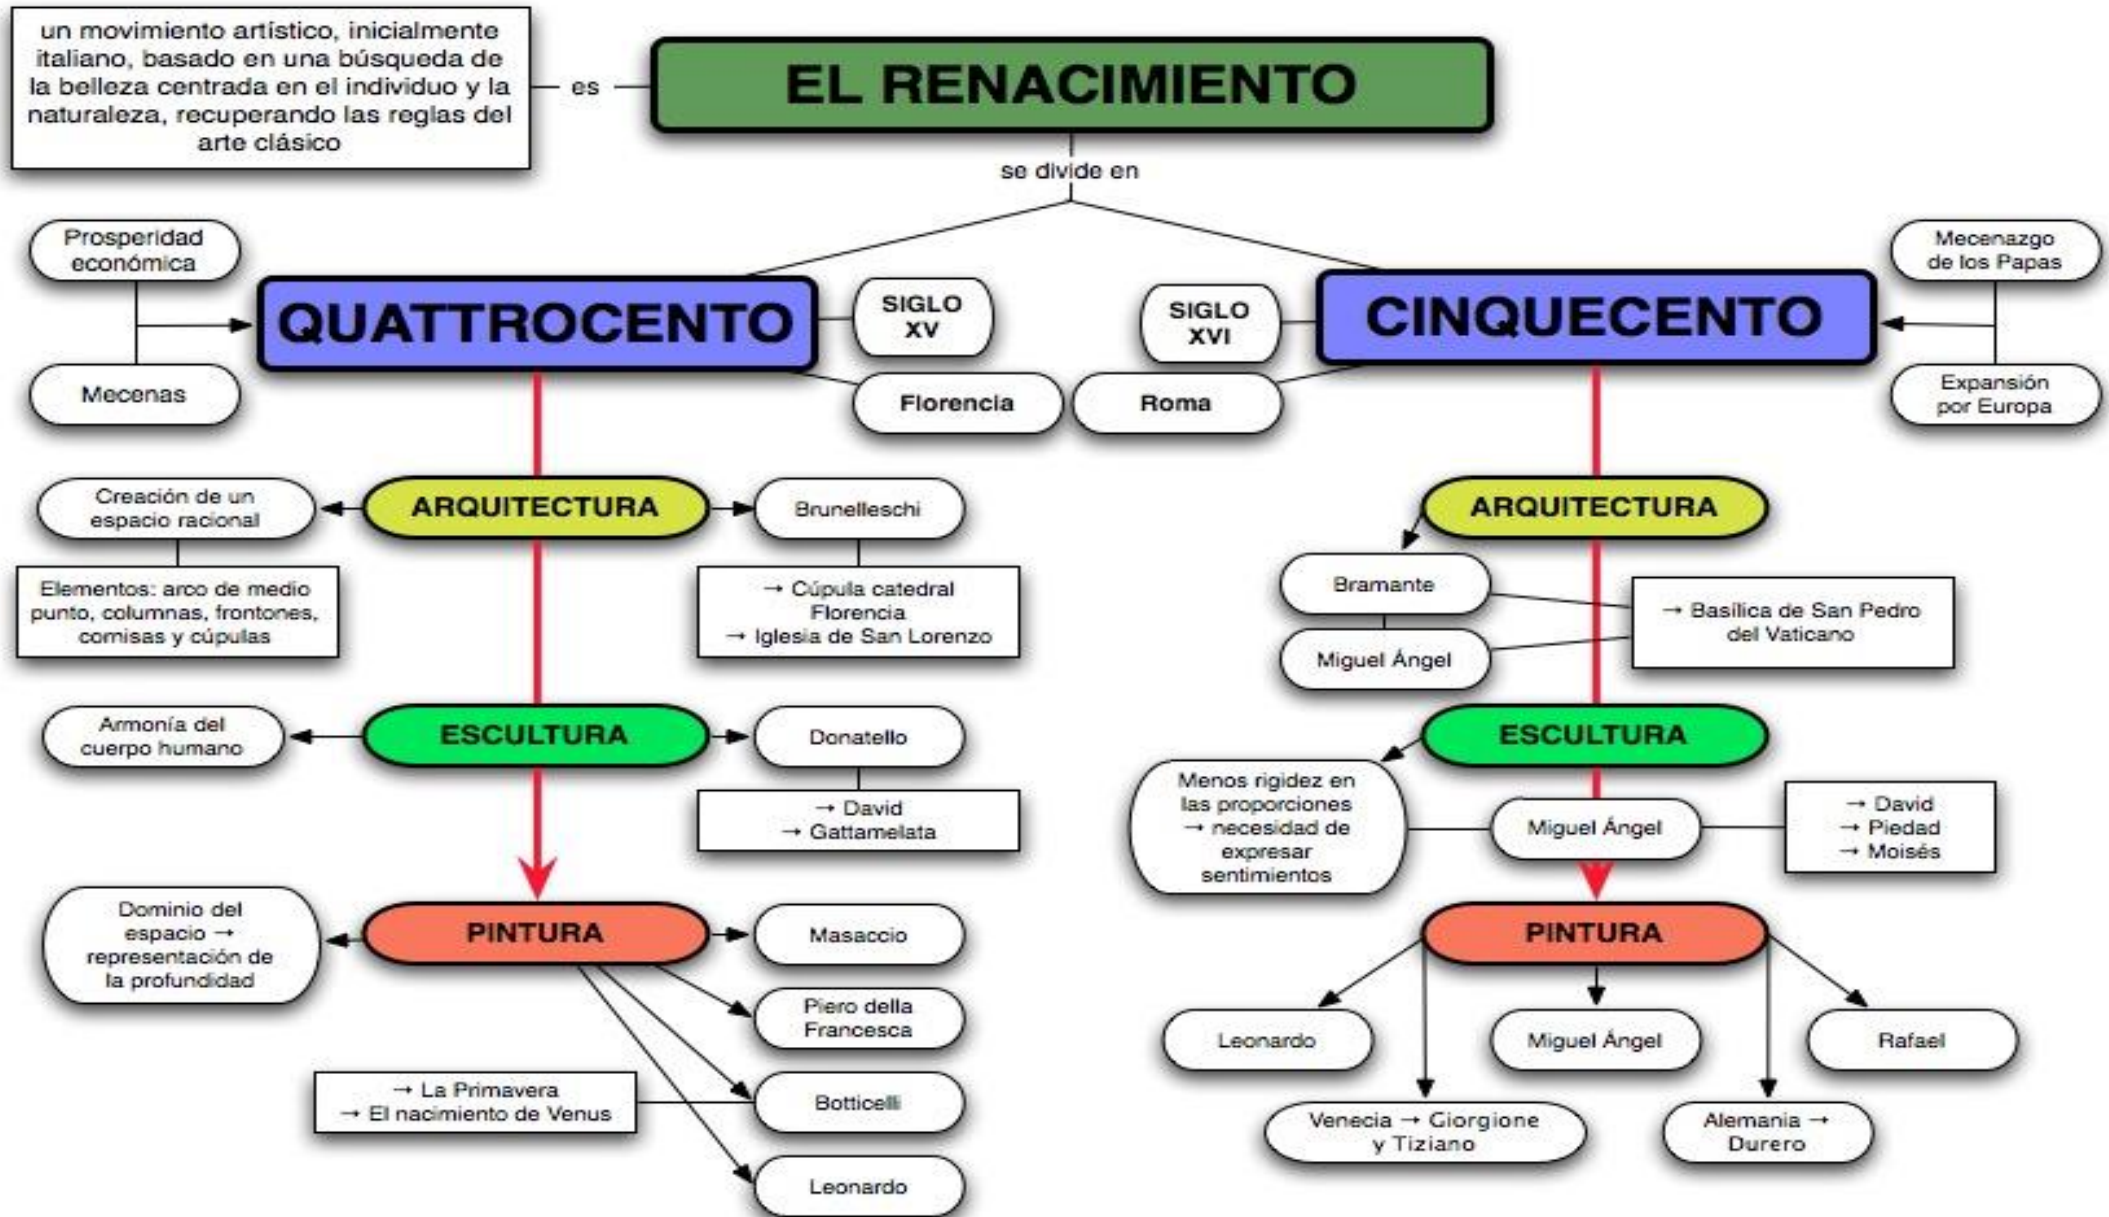 un movimiento artístico, inicialmente
italiano, basado en una búsqueda de
la belleza centrada en el individuo y la
naturaleza, recuperando las reglas del
arte clásico
es
EL RENACIMIENTO
se divide en
Prosperidad
económica
Mecenas
QUATTROCENTO
SIGLO
XV
Florencia
SIGLO
XVI
Roma
CINQUECENTO
Mecenazgo
de los Papas
Expansión
por Europa
Creación de un
espacio racional
Elementos: arco de medio
punto, columnas, frontones,
cornisas y cúpulas
ARQUITECTURA
Brunelleschi
→ Cúpula catedral
Florencia
→ Iglesia de San Lorenzo
Armonía del
cuerpo humano
ESCULTURA
Donatello
→ David
→ Gattamelata
Dominio del
espacio →
representación de
la profundidad
PINTURA
Masaccio
Piero della
Francesca
→ La Primavera
→ El nacimiento de Venus
Botticelli
Leonardo
ARQUITECTURA
Bramante
Miguel Ángel
→ Basílica de San Pedro
del Vaticano
ESCULTURA
Menos rigidez en
las proporciones
→ necesidad de
expresar
sentimientos
Miguel Ángel
→ David
→ Piedad
→ Moisés
PINTURA
Leonardo
Miguel Ángel
Rafael
Venecia → Giorgione
y Tiziano
Alemania →
Durero